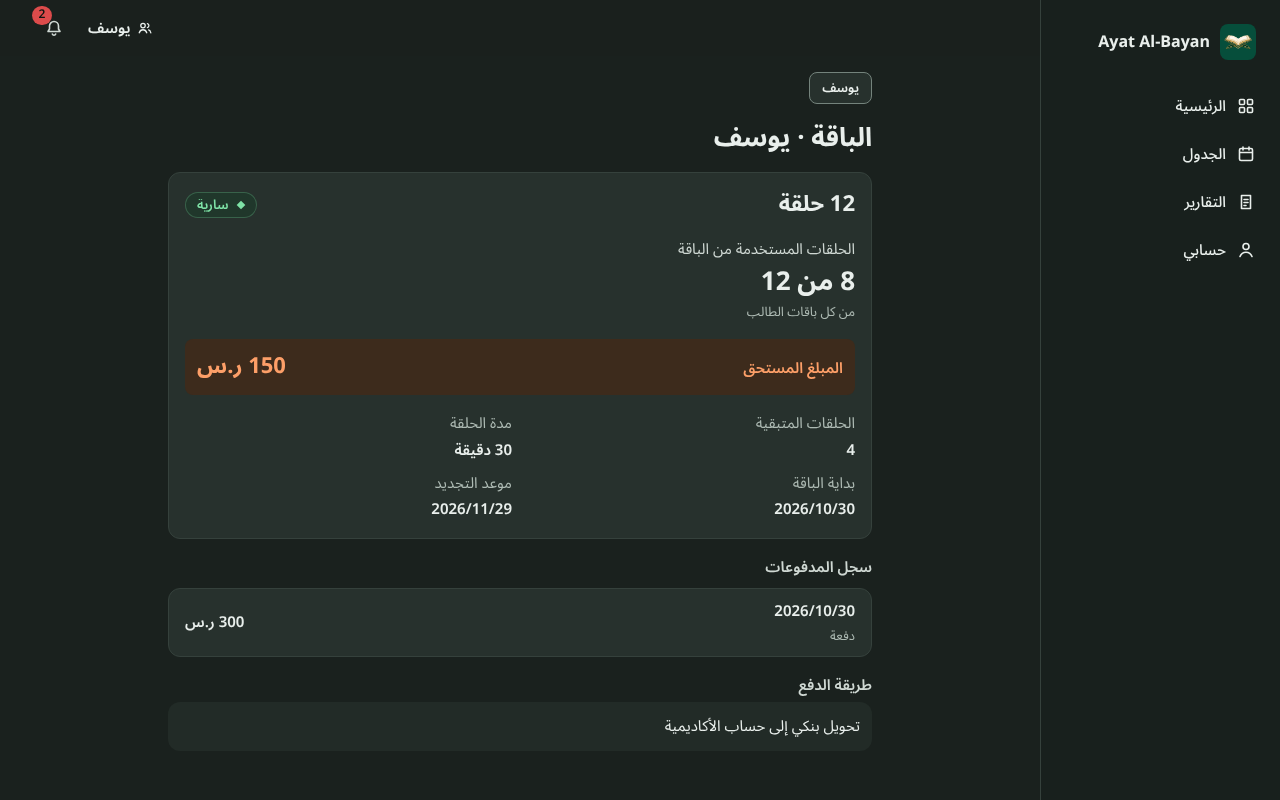 Ayat Al-Bayan
الرئيسية
الجدول
التقارير
حسابي
يوسف
2
يوسف
الباقة · يوسف
12 حلقة
سارية
الحلقات المستخدمة من الباقة
8 من 12
من كل باقات الطالب
المبلغ المستحق
150 ر.س
الحلقات المتبقية
4
مدة الحلقة
30 دقيقة
بداية الباقة
2026/10/30
موعد التجديد
2026/11/29
سجل المدفوعات
2026/10/30
دفعة
300 ر.س
طريقة الدفع
تحويل بنكي إلى حساب الأكاديمية